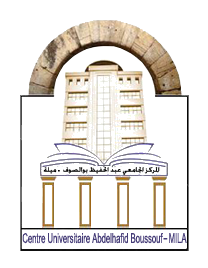 المركز الجامعي عبد الحفيظ بوالصوف - ميلة
Centre Universitaire Abdelhafid Boussouf - MILA